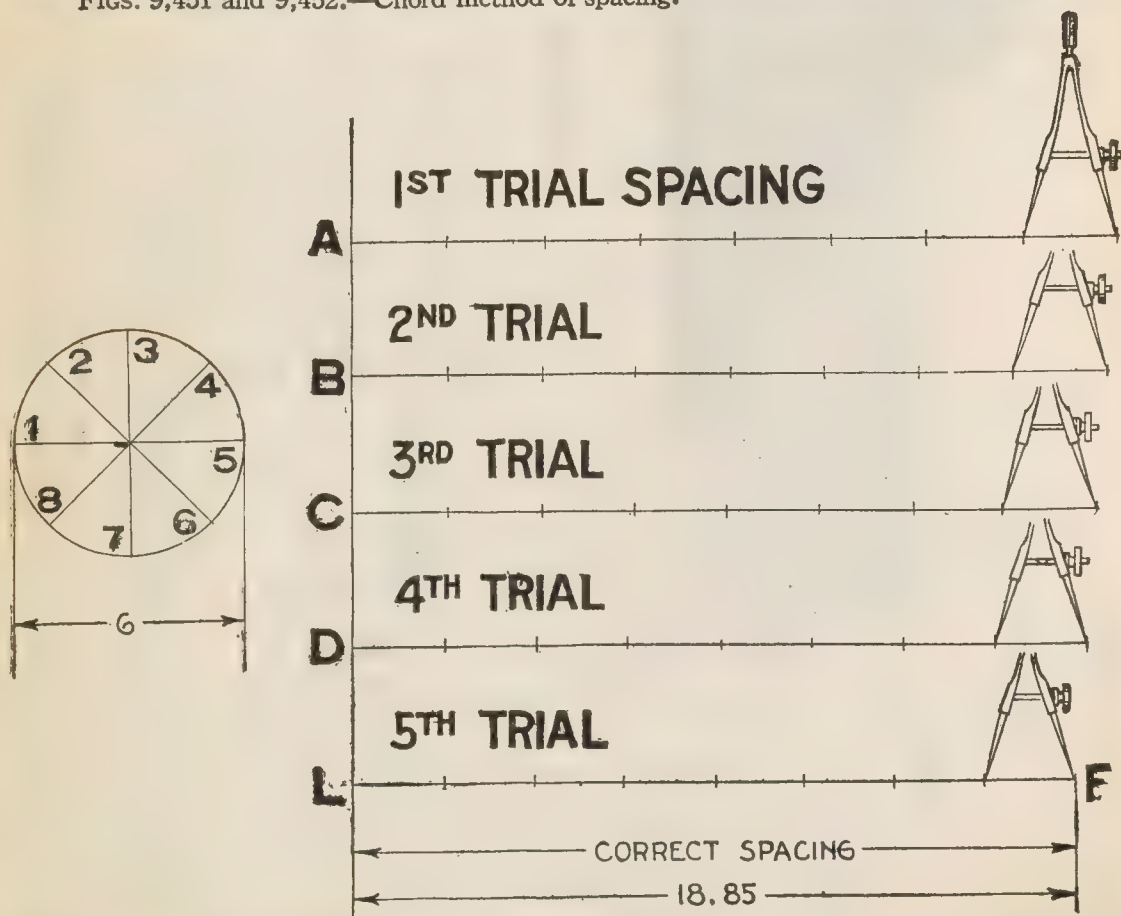 FIGS. 9,451 and 9,452.—Chord method of spacing.
1ST TRIAL SPACING
A
2ND TRIAL
B
3RD TRIAL
C
4TH TRIAL
D
5TH TRIAL
L
F
1
2
3
4
5
6
7
8
6
CORRECT SPACING
18.85